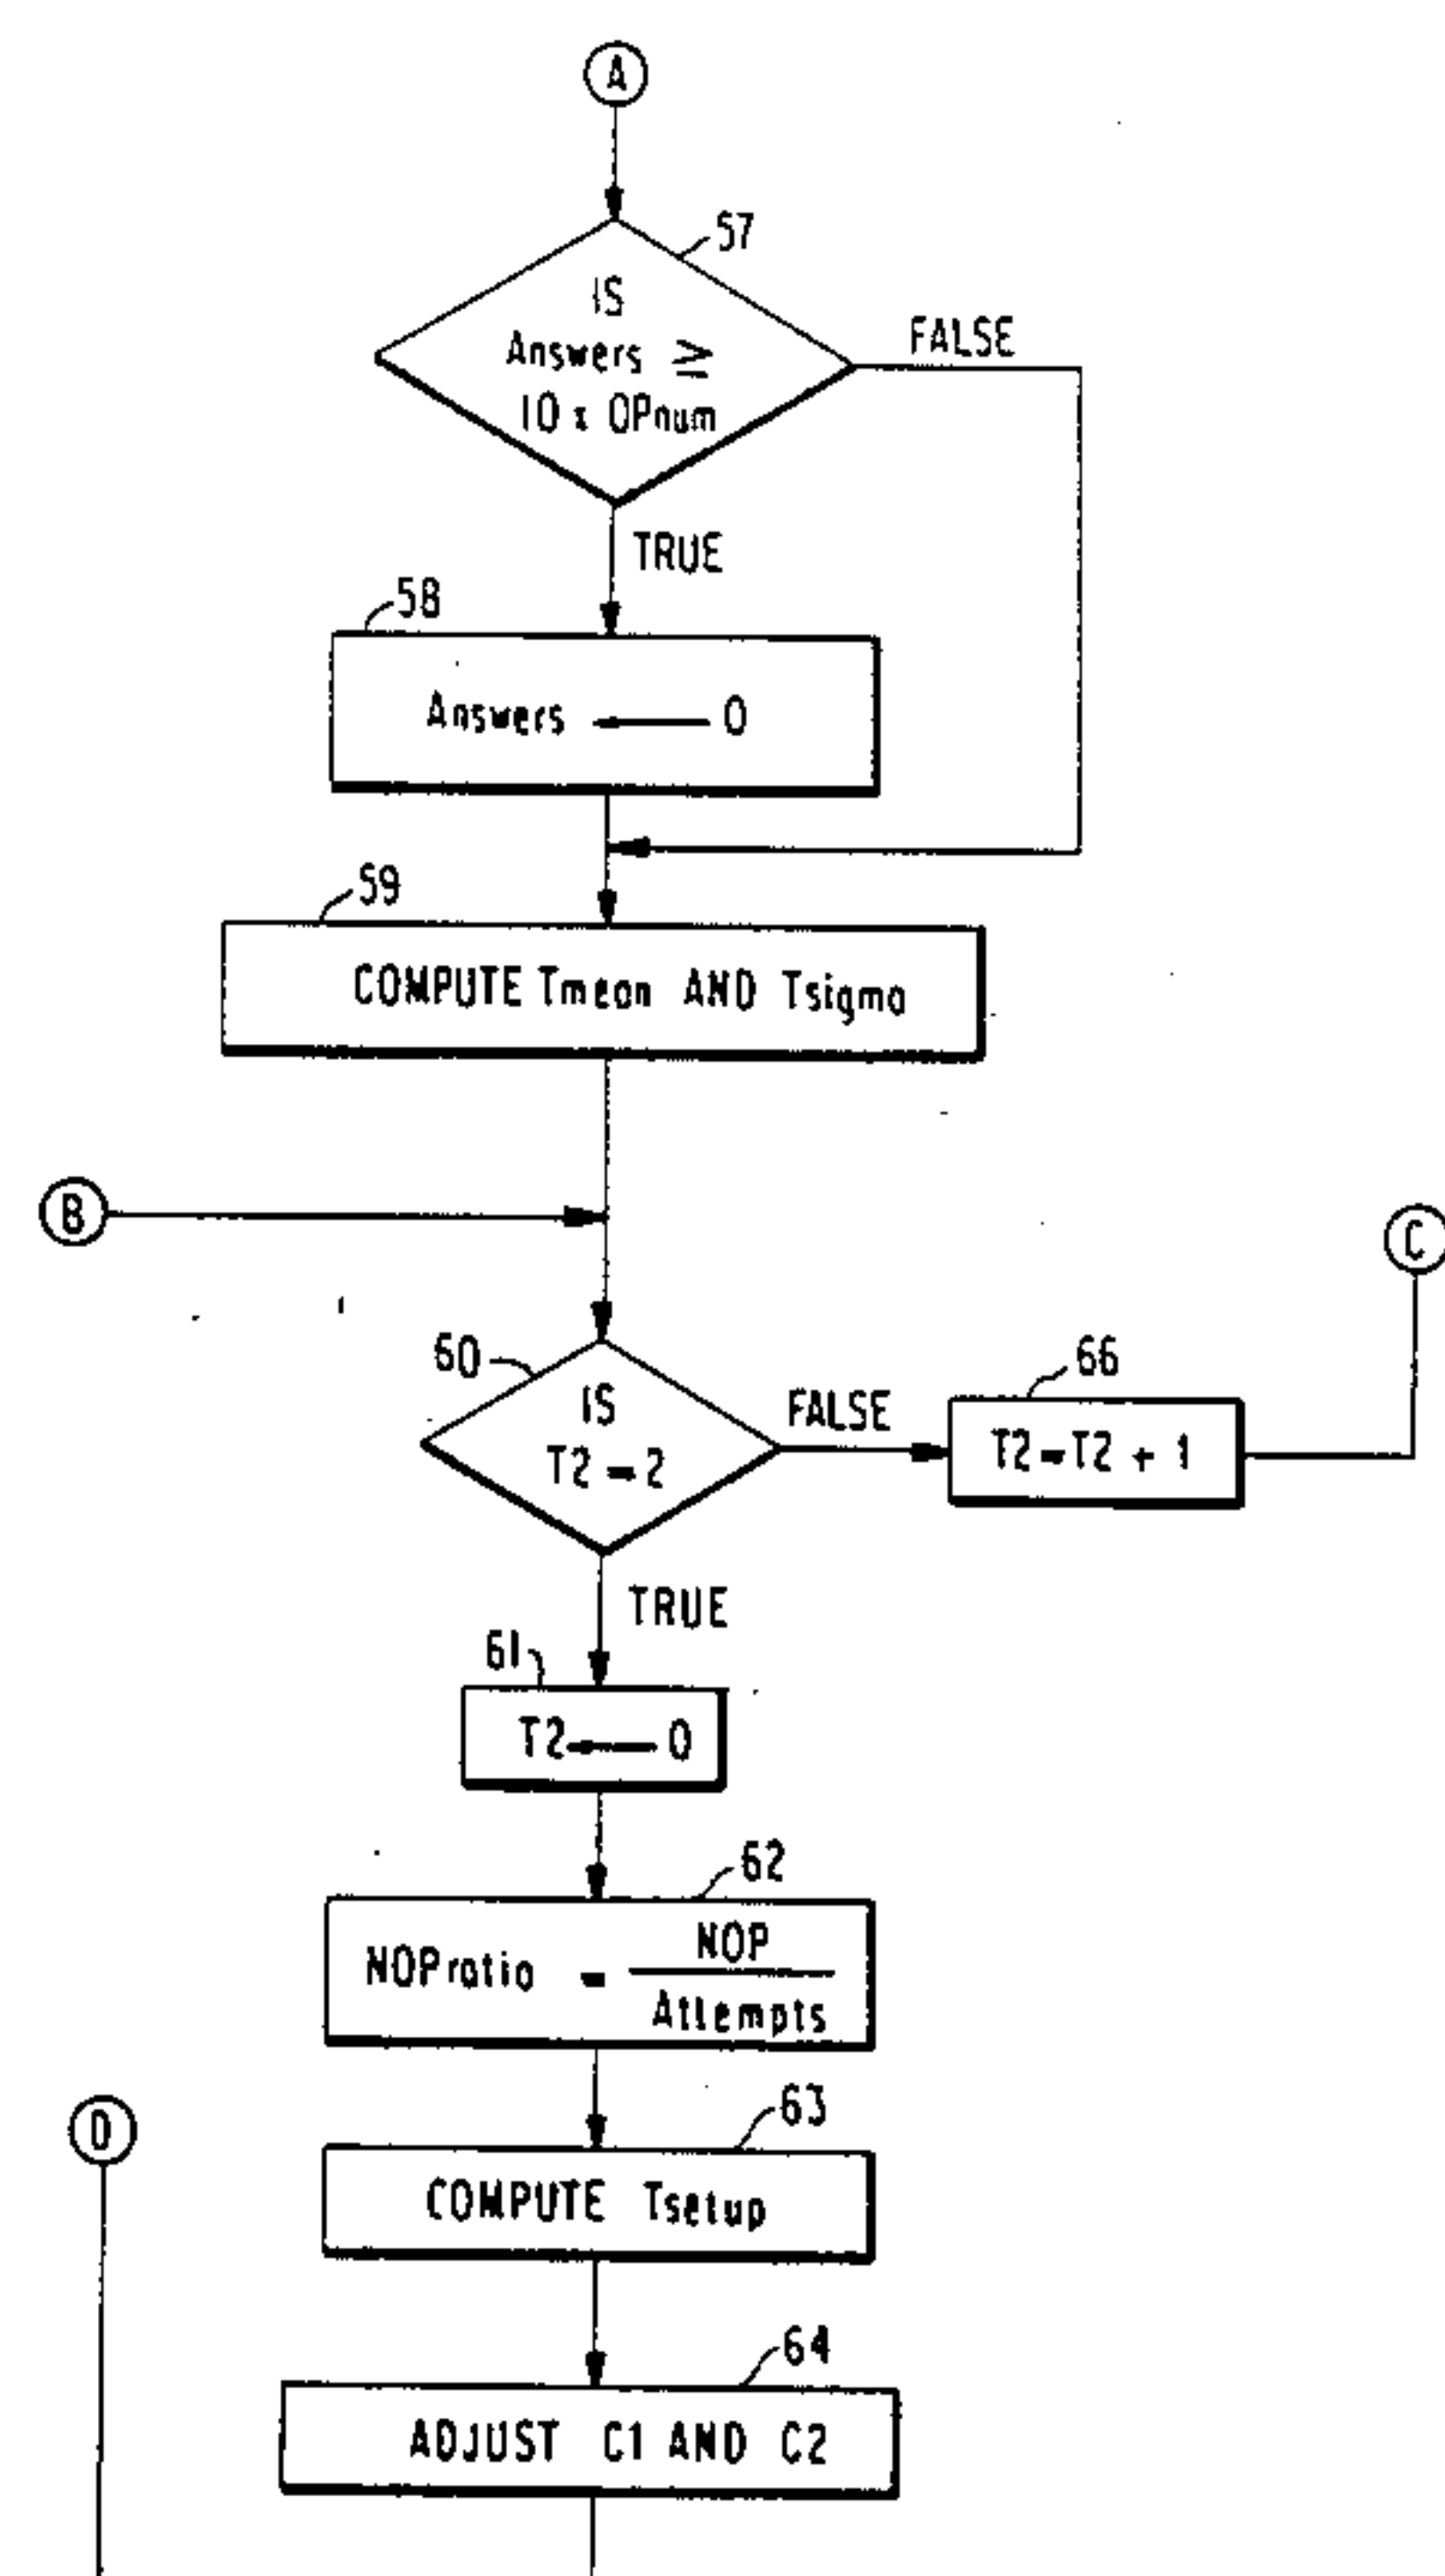 A
57
IS
Answers ≥
10 x OPnum
FALSE
TRUE
58
Answers ← 0
59
COMPUTE Tmean AND Tsigma
B
C
60
IS
T2 = 2
FALSE
66
T2=T2 + 1
TRUE
61
T2 ← 0
62
NOPratio = NOP
Attempts
63
D
COMPUTE Tsetup
64
ADJUST C1 AND C2